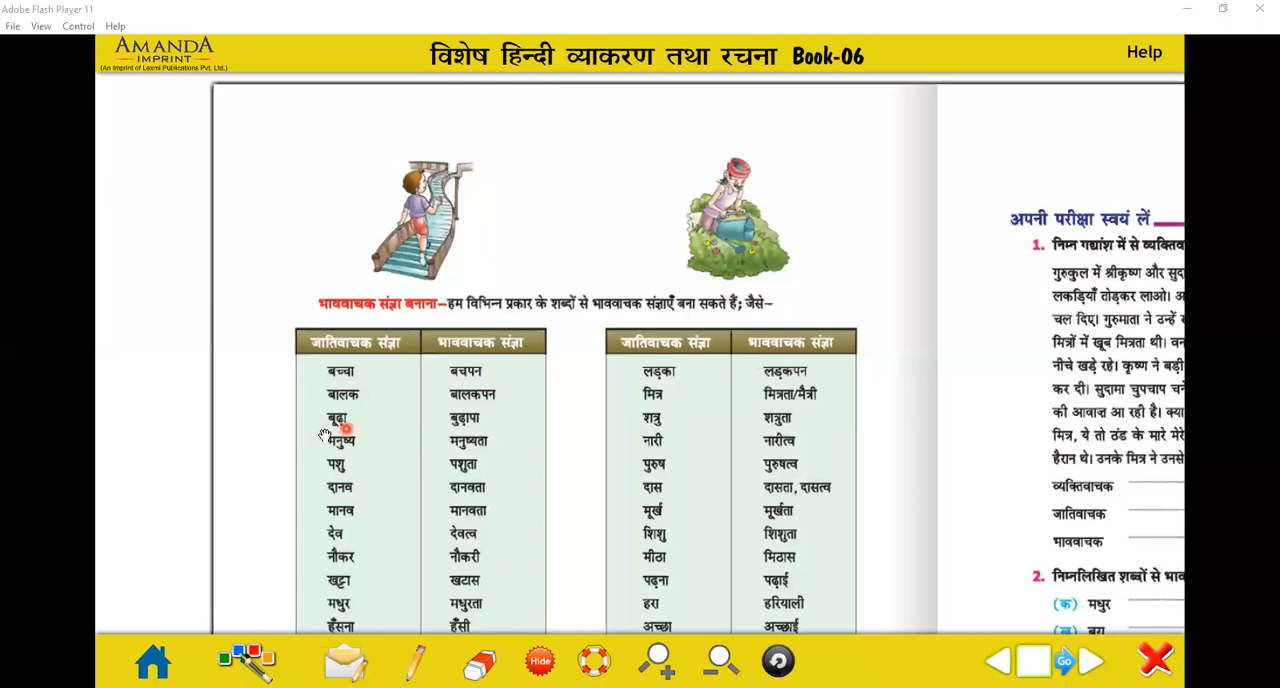 Adobe Flash Player 11
File View Control Help
AMANDA
IMPRINT
(An Imprint of Laxmi Publications Pvt. Ltd.)
विशेष हिन्दी व्याकरण तथा रचना Book-06
Help
भाववाचक संज्ञा बनाना–हम विभिन्न प्रकार के शब्दों से भाववाचक संज्ञाएँ बना सकते हैं; जैसे–
जातिवाचक संज्ञा भाववाचक संज्ञा
बच्चा बचपन
बालक बालकपन
बूढ़ा बुढ़ापा
मनुष्य मनुष्यता
पशु पशुता
दानव दानवता
मानव मानवता
देव देवत्व
नौकर नौकरी
खट्टा खटास
मधुर मधुरता
हँसना हँसी
जातिवाचक संज्ञा भाववाचक संज्ञा
लड़का लड़कपन
मित्र मित्रता/मैत्री
शत्रु शत्रुता
नारी नारीत्व
पुरुष पुरुषत्व
दास दासता, दासत्व
मूर्ख मूर्खता
शिशु शिशुता
मीठा मिठास
पढ़ना पढ़ाई
हरा हरियाली
अच्छा अच्छाई
अपनी परीक्षा स्वयं लें
1. निम्न गद्यांश में से व्यक्तिव
गुरुकुल में श्रीकृष्ण और सुदा
लकड़ियाँ तोड़कर लाओ। अ
चल दिए। गुरुमाता ने उन्हें
मित्रों में खूब मित्रता थी। वन
नीचे खड़े रहे। कृष्ण ने बड़ी
कर दी। सुदामा चुपचाप चने
की आवाज़ आ रही है। क्या
मित्र, ये तो ठंड के मारे मेरे
हैरान थे। उनके मित्र ने उनसे
व्यक्तिवाचक
जातिवाचक
भाववाचक
2. निम्नलिखित शब्दों से भाव
(क) मधुर
Hide
Go